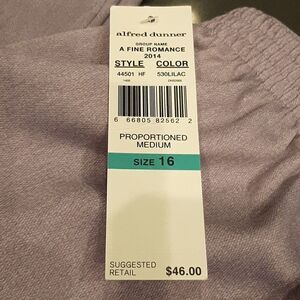 alfred dunner
GROUP NAME
A FINE ROMANCE
2014
STYLE COLOR
44501 HF 530LILAC
6 66805 82562 2
PROPORTIONED
MEDIUM
SIZE 16
SUGGESTED
RETAIL $46.00